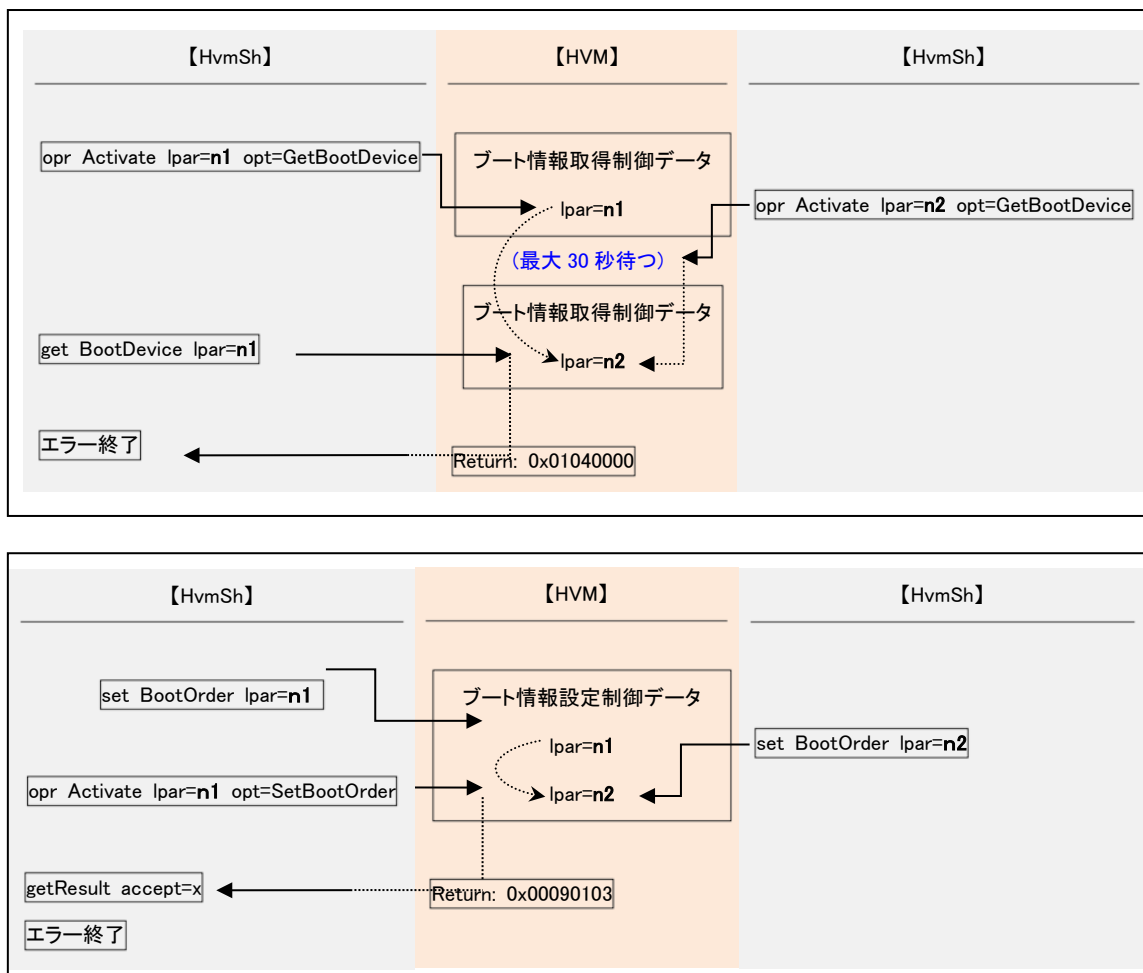 【HvmSh】 【HVM】 【HvmSh】
opr Activate lpar=n1 opt=GetBootDevice
ブート情報取得制御データ
lpar=n1
opr Activate lpar=n2 opt=GetBootDevice
(最大 30 秒待つ)
ブート情報取得制御データ
get BootDevice lpar=n1
lpar=n2
エラー終了
Return: 0x01040000
【HvmSh】 【HVM】 【HvmSh】
set BootOrder lpar=n1
ブート情報設定制御データ
lpar=n1
set BootOrder lpar=n2
opr Activate lpar=n1 opt=SetBootOrder
lpar=n2
getResult accept=x
Return: 0x00090103
エラー終了